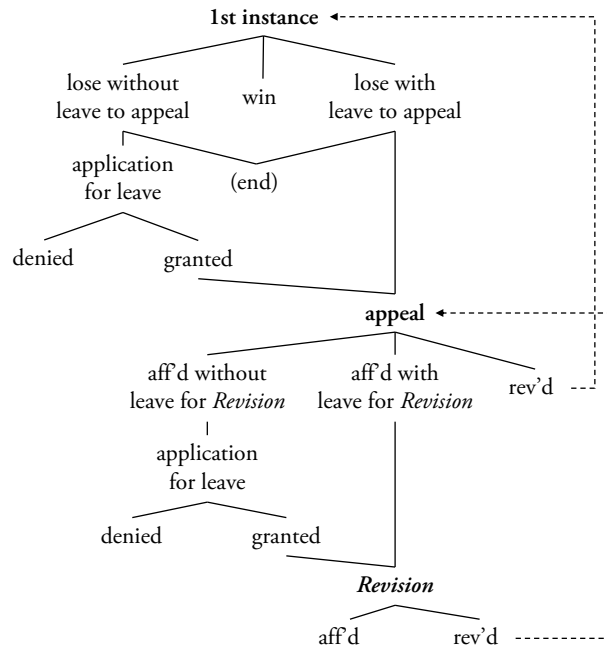 1st instance
lose without
leave to appeal
win
lose with
leave to appeal
application
for leave
(end)
denied
granted
appeal
aff'd without
leave for Revision
aff'd with
leave for Revision
rev'd
application
for leave
denied
granted
Revision
aff'd
rev'd